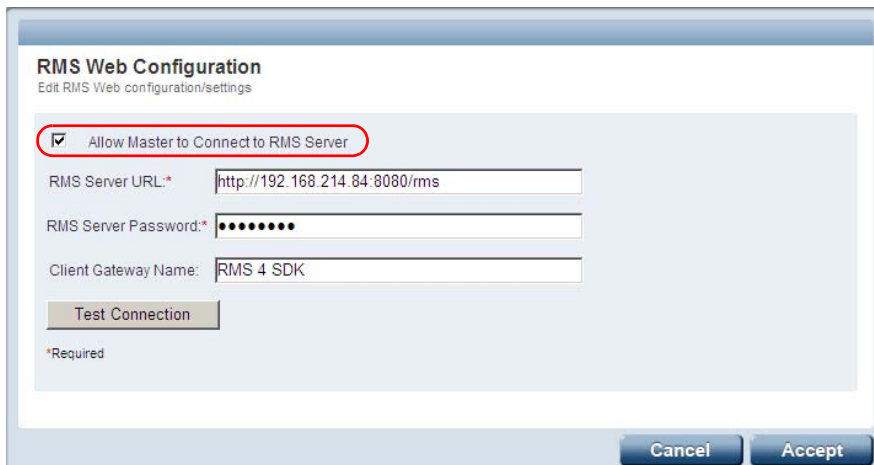 RMS Web Configuration
Edit RMS Web configuration/settings
Allow Master to Connect to RMS Server
RMS Server URL:* http://192.168.214.84:8080/rms
RMS Server Password:* ●●●●●●●●
Client Gateway Name: RMS 4 SDK
Test Connection
*Required
Cancel Accept